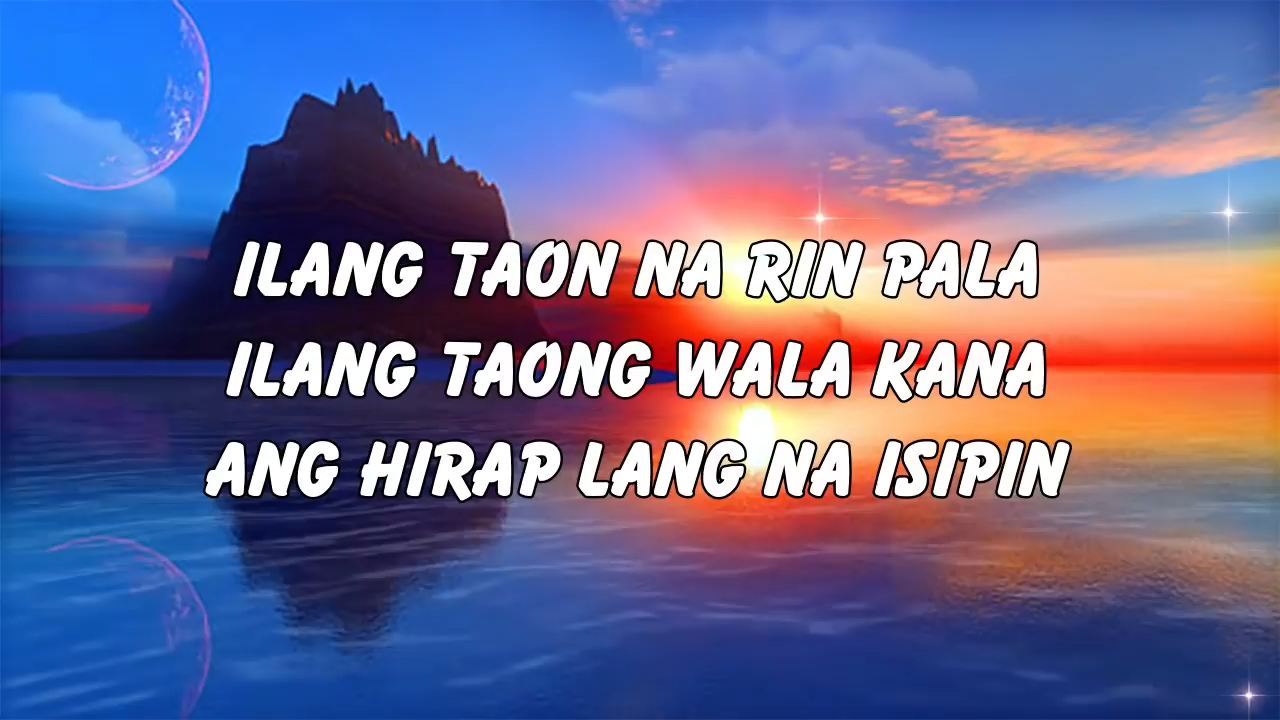 ILANG TAON NA RIN PALA
ILANG TAONG WALA KANA
ANG HIRAP LANG NA ISIPIN